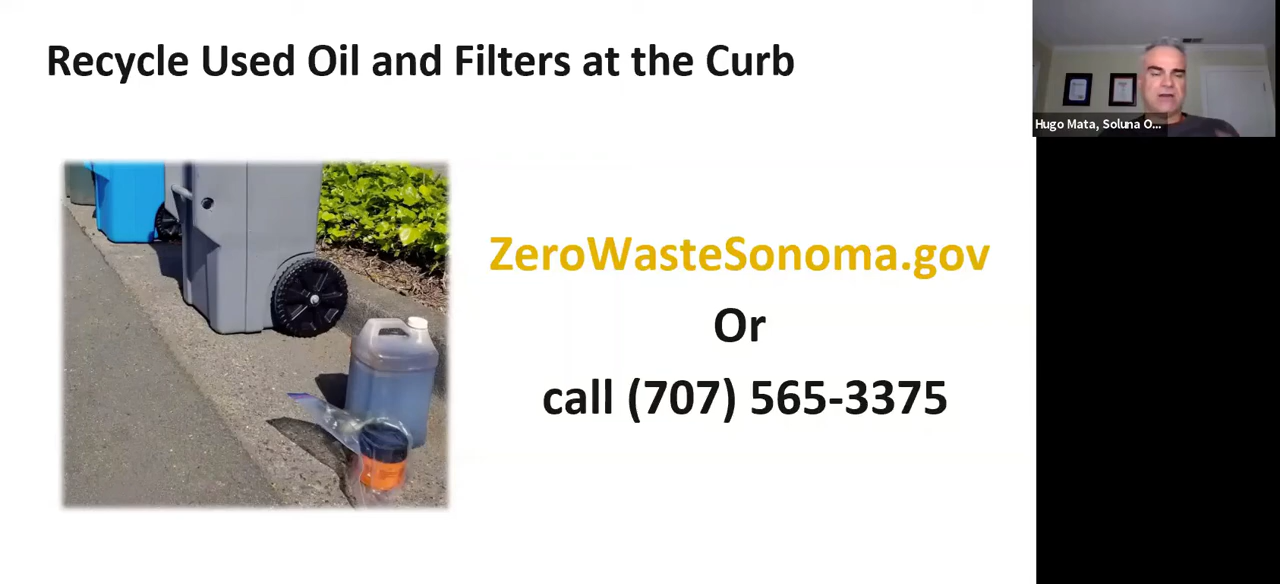 Recycle Used Oil and Filters at the Curb
Hugo Mata, Soluna O...
ZeroWasteSonoma.gov
Or
call (707) 565-3375